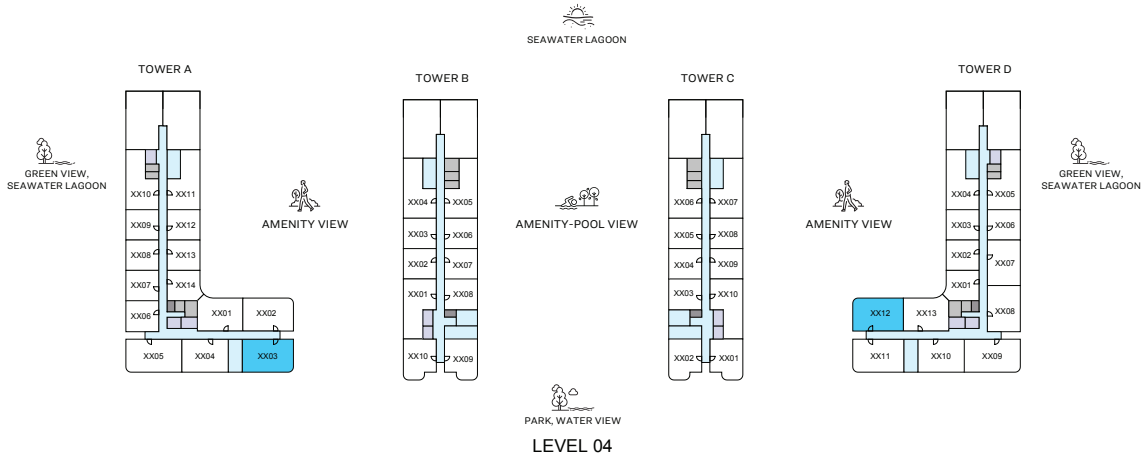 SEAWATER LAGOON
TOWER A
TOWER B
TOWER C
TOWER D
GREEN VIEW,
SEAWATER LAGOON
AMENITY VIEW
AMENITY-POOL VIEW
AMENITY VIEW
GREEN VIEW,
SEAWATER LAGOON
XX10 XX11
XX09 XX12
XX08 XX13
XX07 XX14
XX06 XX01 XX02
XX05 XX04 XX03
XX04 XX05
XX03 XX06
XX02 XX07
XX01 XX08
XX10 XX09
XX06 XX07
XX05 XX08
XX04 XX09
XX03 XX10
XX02 XX01
XX04 XX05
XX03 XX06
XX02 XX07
XX01
XX12 XX13 XX08
XX11 XX10 XX09
PARK, WATER VIEW
LEVEL 04